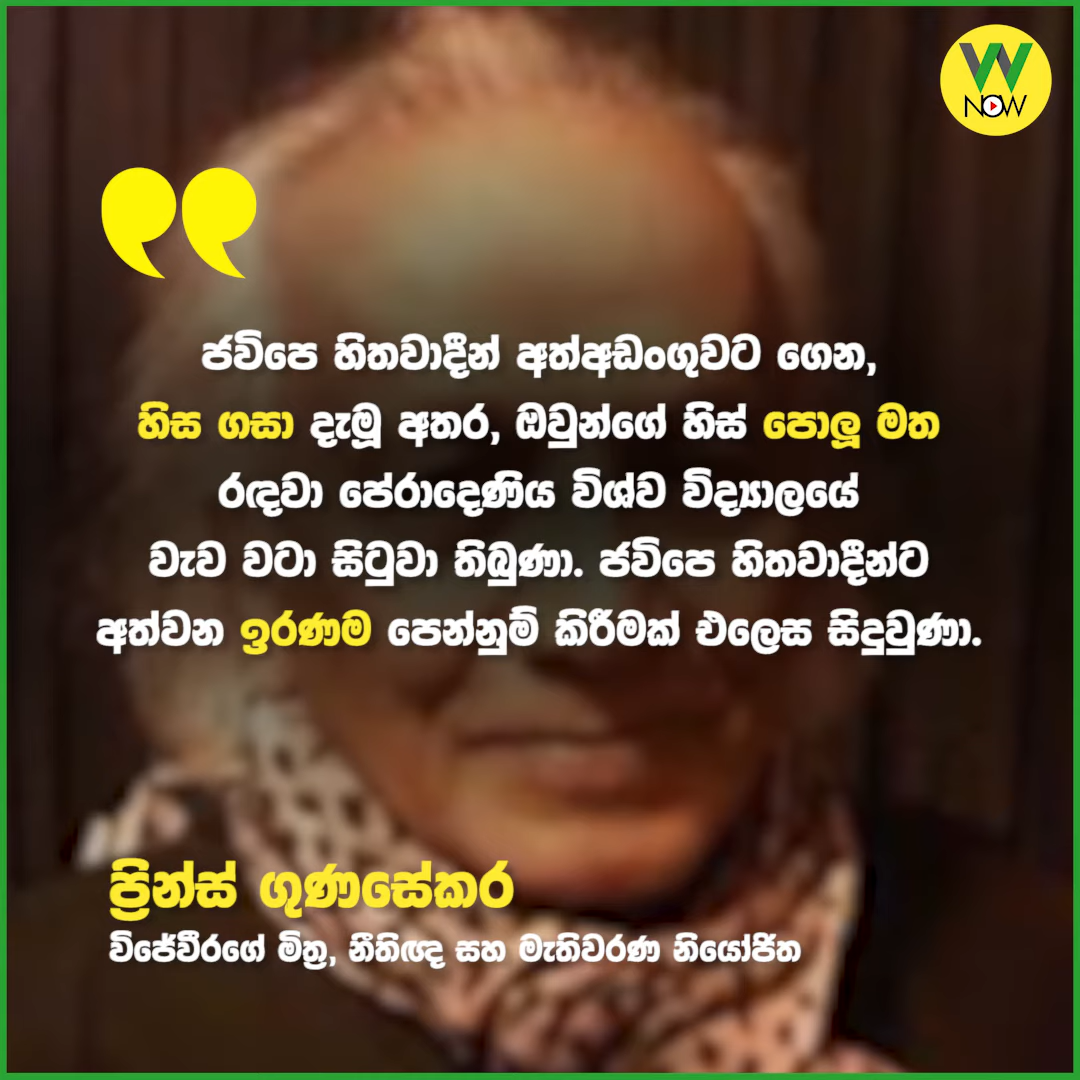 W
NOW
ජවිපෙ හිතවාදීන් අත්අඩංගුවට ගෙන,
හිස ගසා දැමූ අතර, ඔවුන්ගේ හිස් පොලූ මත
රඳවා පේරාදෙණිය විශ්ව විද්‍යාලයේ
වැව වටා සිටුවා තිබුණා. ජවිපෙ හිතවාදීන්ට
අත්වන ඉරණම පෙන්නුම් කිරීමක් එලෙස සිදුවුණා.
ප්‍රින්ස් ගුණසේකර
විජේවීරගේ මිත්‍ර, නීතිඥ සහ මැතිවරණ නියෝජිත